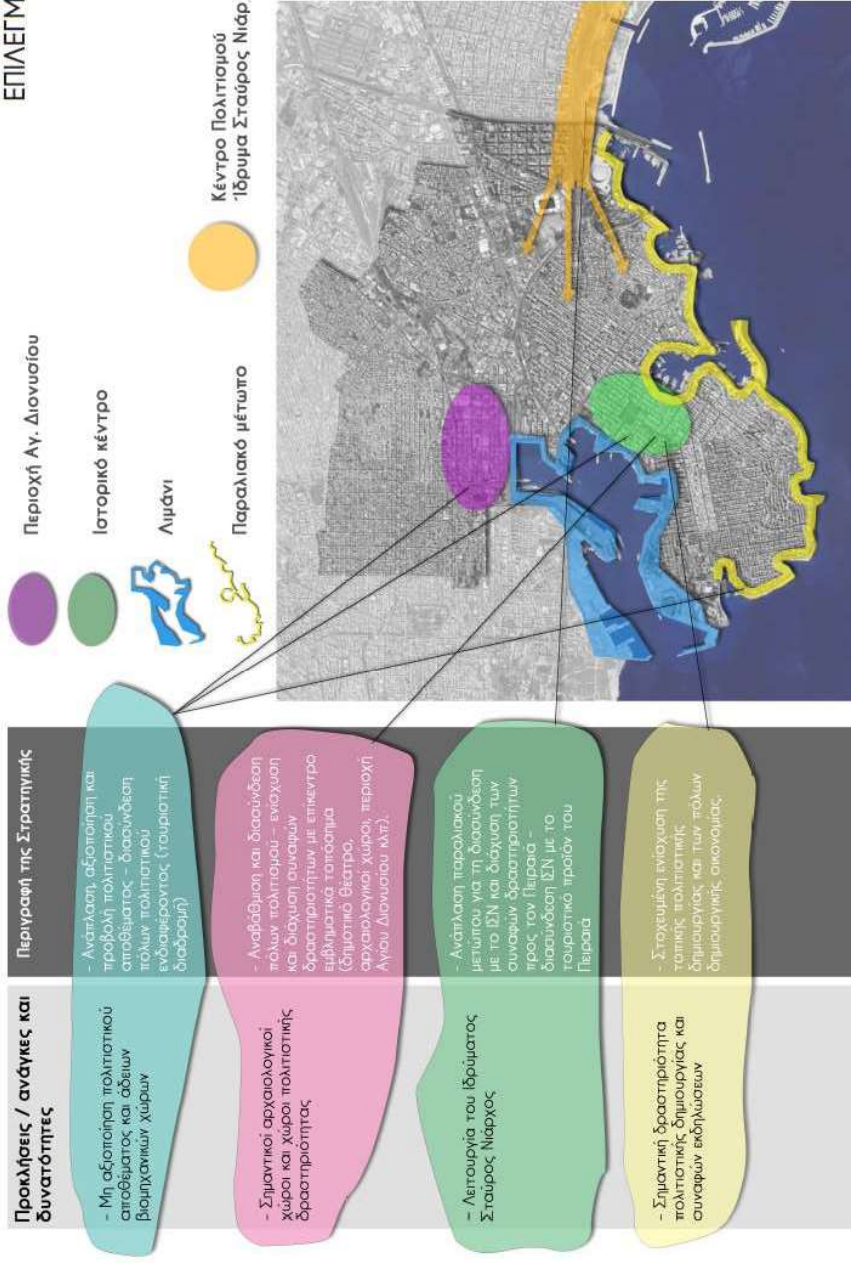 ΕΠΙΛΕΓΜ
Προκλήσεις / ανάγκες και
δυνατότητες
Περιγραφή της Στρατηγικής
- Μη αξιοποίηση πολιτιστικού
αποθέματος και άδειων
βιομηχανικών χώρων
- Ανάπλαση, αξιοποίηση και
προβολή πολιτιστικού
αποθέματος – διασύνδεση
πόλων πολιτιστικού
ενδιαφέροντος (τουριστική
διαδρομή)
- Σημαντικοί αρχαιολογικοί
χώροι και χώροι πολιτιστικής
δραστηριότητας
- Αναβάθμιση και διασύνδεση
πόλων πολιτισμού – ενίσχυση
και διάχυση συναφών
δραστηριοτήτων με επίκεντρο
εμβληματικά τοπόσημα
(δημοτικό θέατρο,
αρχαιολογικοί χώροι, περιοχή
Αγίου Διονυσίου κλπ).
- Λειτουργία του Ιδρύματος
Σταύρος Νιάρχος
- Ανάπλαση παραλιακού
μετώπου για τη διασύνδεση
με το ΙΣΝ και διάχυση των
συναφών δραστηριοτήτων
προς τον Πειραιά –
διασύνδεση ΙΣΝ με το
τουριστικό προϊόν του
Πειραιά
- Σημαντική δραστηριότητα
πολιτιστικής δημιουργίας και
συναφών εκδηλώσεων
- Στοχευμένη ενίσχυση της
τοπικής πολιτιστικής
δημιουργίας και των πόλων
δημιουργικής οικονομίας.
Περιοχή Αγ. Διονυσίου
Ιστορικό κέντρο
Λιμάνι
Παραλιακό μέτωπο
Κέντρο Πολιτισμού
Ίδρυμα Σταύρος Νιάρ